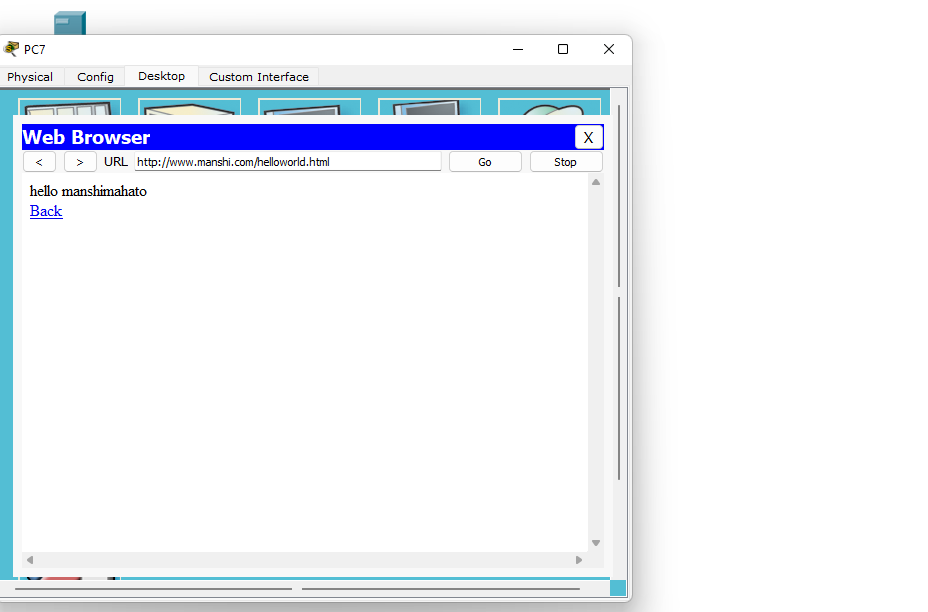 PC7
Physical Config Desktop Custom Interface
Web Browser X
< > URL http://www.manshi.com/helloworld.html Go Stop
hello manshimahato
Back